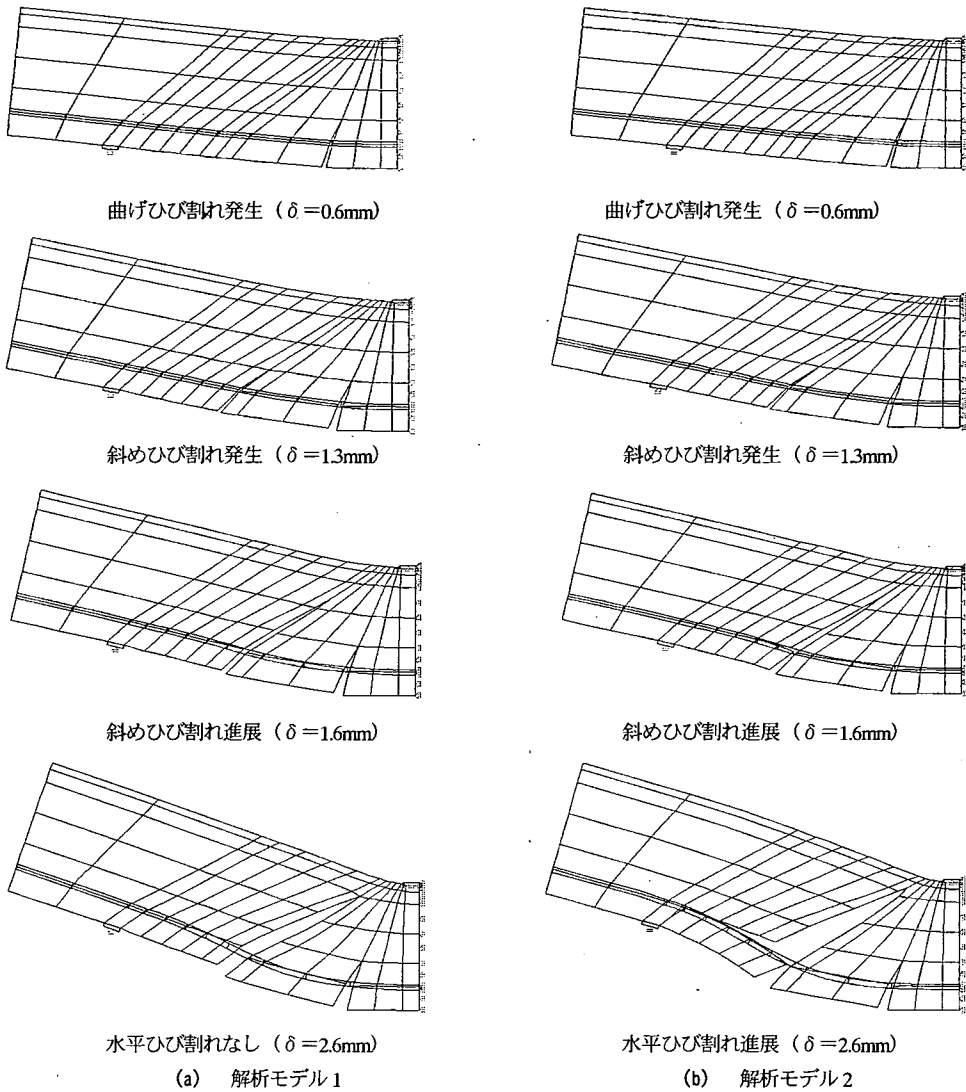 曲げひび割れ発生（δ=0.6mm）
曲げひび割れ発生（δ=0.6mm）
斜めひび割れ発生（δ=1.3mm）
斜めひび割れ発生（δ=1.3mm）
斜めひび割れ進展（δ=1.6mm）
斜めひび割れ進展（δ=1.6mm）
水平ひび割れなし（δ=2.6mm）
水平ひび割れ進展（δ=2.6mm）
(a) 解析モデル1
(b) 解析モデル2